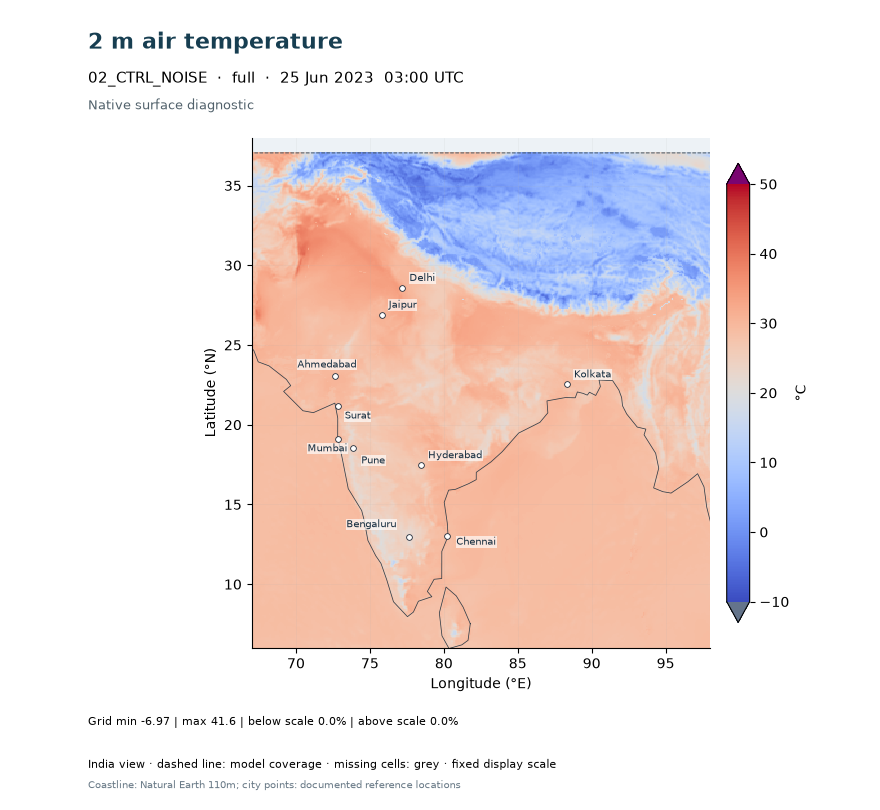 2 m air temperature
02_CTRL_NOISE · full · 25 Jun 2023 03:00 UTC
Native surface diagnostic
35
30
25
20
15
10
Latitude (°N)
Delhi
Jaipur
Ahmedabad
Surat
Kolkata
Mumbai
Pune
Hyderabad
Bengaluru
Chennai
70
75
80
85
90
95
Longitude (°E)
50
40
30
20
10
0
−10
°C
Grid min -6.97 | max 41.6 | below scale 0.0% | above scale 0.0%
India view · dashed line: model coverage · missing cells: grey · fixed display scale
Coastline: Natural Earth 110m; city points: documented reference locations